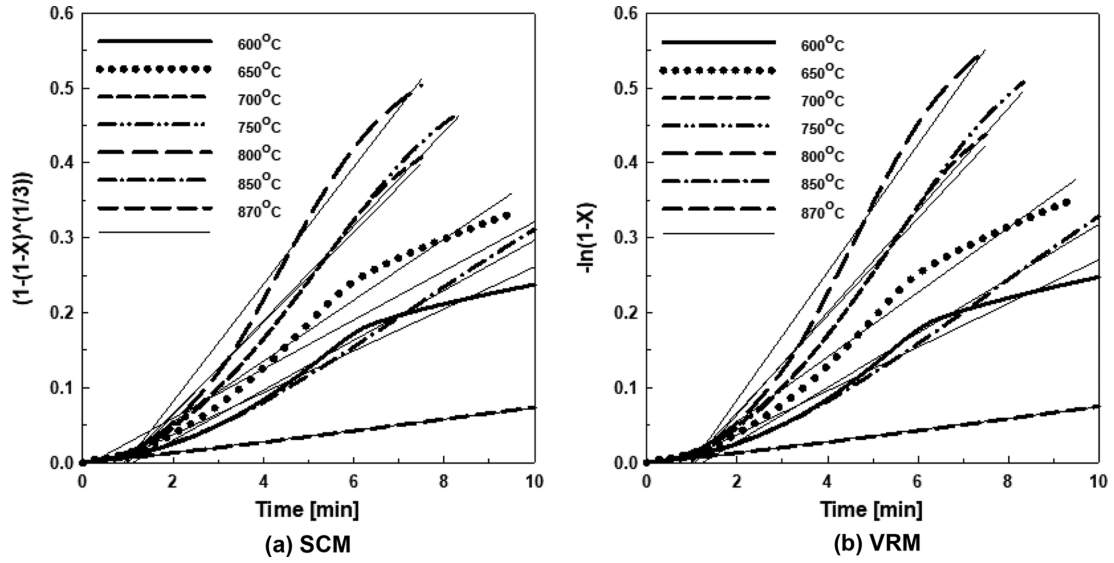 0.6
0.5
0.4
0.3
0.2
0.1
0.0
(1-(1-X)^(1/3))
600°C
650°C
700°C
750°C
800°C
850°C
870°C
0 2 4 6 8 10
Time [min]
(a) SCM
0.6
0.5
0.4
0.3
0.2
0.1
0.0
-ln(1-X)
600°C
650°C
700°C
750°C
800°C
850°C
870°C
0 2 4 6 8 10
Time [min]
(b) VRM